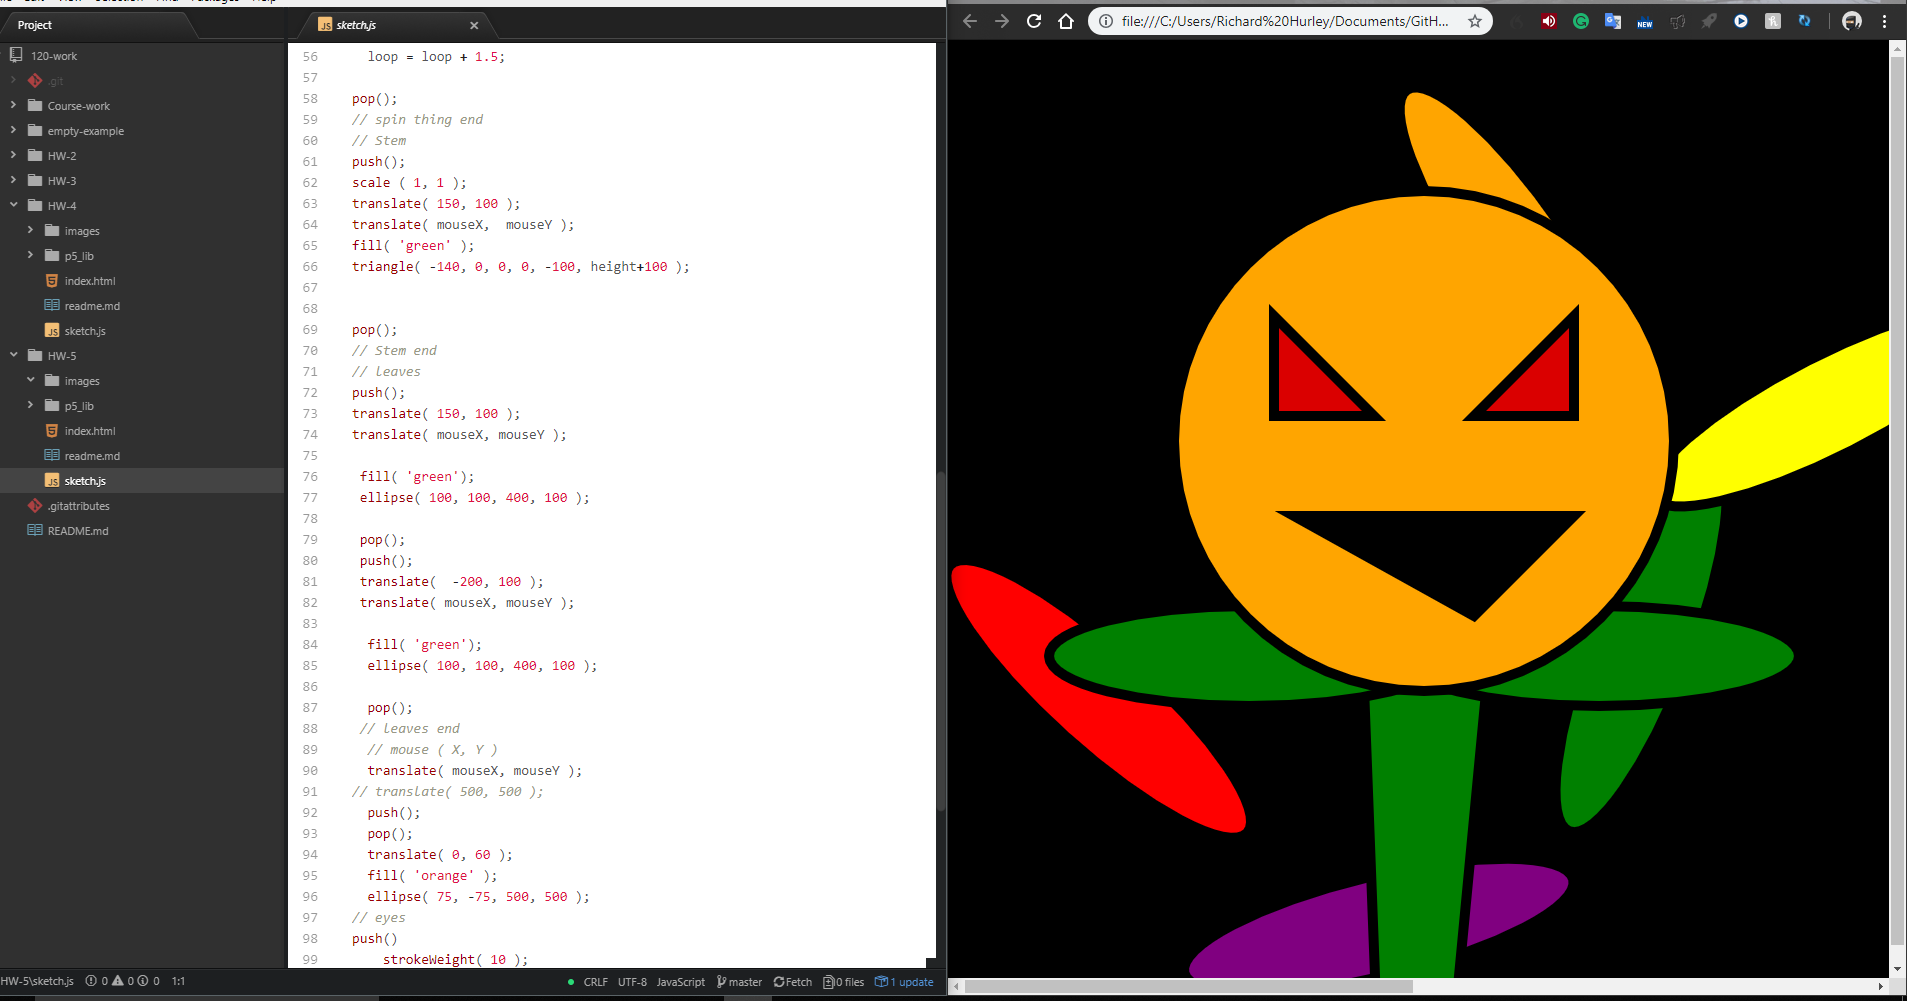 Project
120-work
.git
Course-work
empty-example
HW-2
HW-3
HW-4
images
p5_lib
index.html
readme.md
sketch.js
HW-5
images
p5_lib
index.html
readme.md
sketch.js
.gitattributes
README.md
sketch.js
56 loop = loop + 1.5;
57
58 pop();
59 // spin thing end
60 // Stem
61 push();
62 scale ( 1, 1 );
63 translate( 150, 100 );
64 translate( mouseX,  mouseY );
65 fill( 'green' );
66 triangle( -140, 0, 0, 0, -100, height+100 );
67
68
69 pop();
70 // Stem end
71 // leaves
72 push();
73 translate( 150, 100 );
74 translate( mouseX, mouseY );
75
76 fill( 'green');
77 ellipse( 100, 100, 400, 100 );
78
79 pop();
80 push();
81 translate(  -200, 100 );
82 translate( mouseX, mouseY );
83
84 fill( 'green');
85 ellipse( 100, 100, 400, 100 );
86
87 pop();
88 // leaves end
89 // mouse ( X, Y )
90 translate( mouseX, mouseY );
91 // translate( 500, 500 );
92 push();
93 pop();
94 translate( 0, 60 );
95 fill( 'orange' );
96 ellipse( 75, -75, 500, 500 );
97 // eyes
98 push()
99 strokeWeight( 10 );
HW-5\sketch.js 0 0 0 1:1 CRLF UTF-8 JavaScript master Fetch 0 files 1 update
file:///C:/Users/Richard%20Hurley/Documents/GitH...
NEW